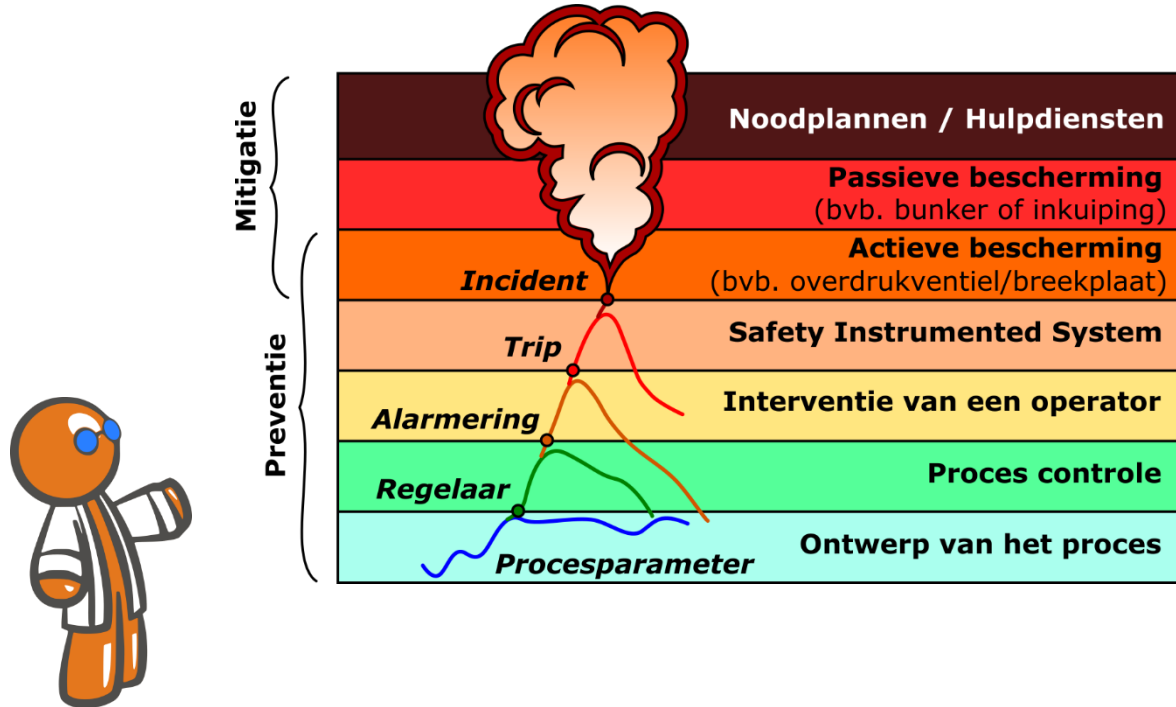 Mitigatie
Preventie
Noodplannen / Hulpdiensten
Passieve bescherming
(bvb. bunker of inkuiping)
Actieve bescherming
(bvb. overdrukventiel/breekplaat)
Incident
Safety Instrumented System
Trip
Interventie van een operator
Alarmering
Proces controle
Regelaar
Ontwerp van het proces
Procesparameter